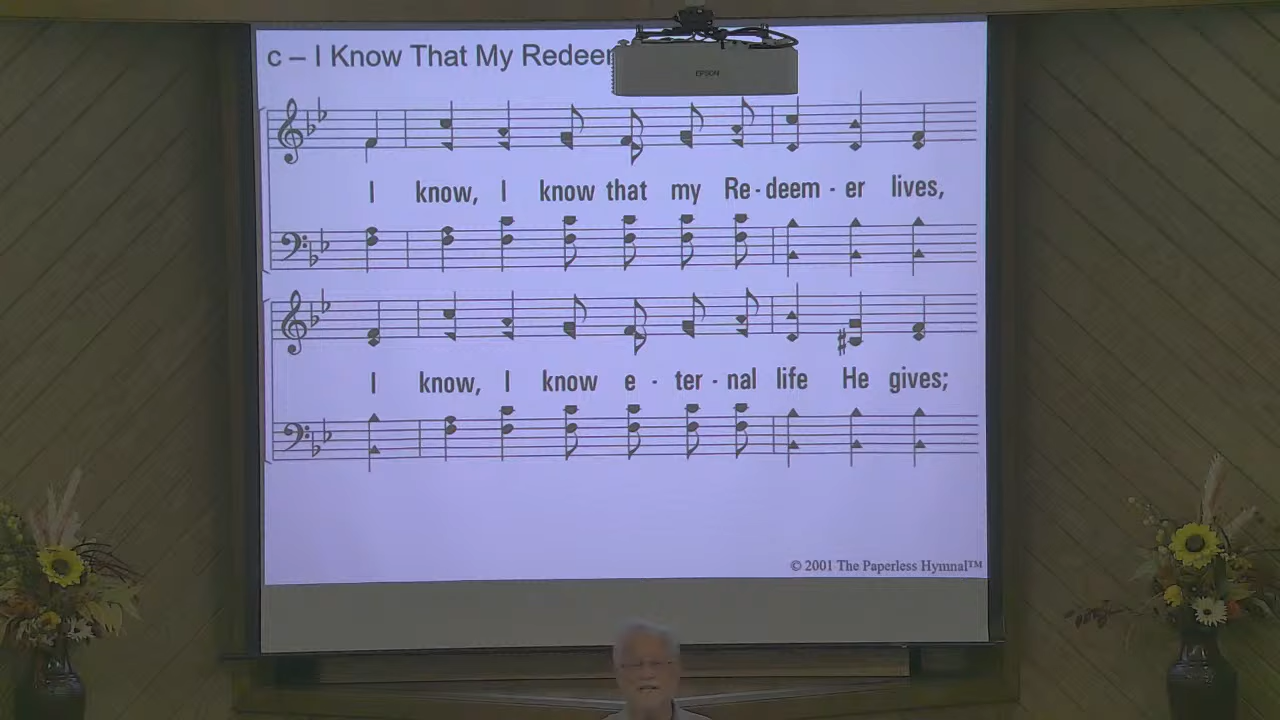 c – I Know That My Redeem
EPSON
I know, I know that my Re - deem - er lives,
I know, I know e - ter - nal life He gives;
© 2001 The Paperless Hymnal™